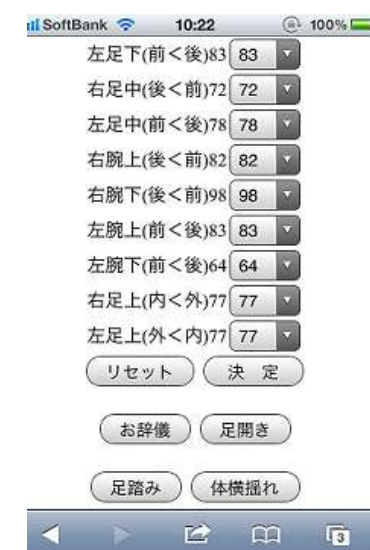 SoftBank 10:22 100%
左足下(前<後)83 83
右足中(後<前)72 72
左足中(前<後)78 78
右腕上(後<前)82 82
右腕下(後<前)98 98
左腕上(前<後)83 83
左腕下(前<後)64 64
右足上(内<外)77 77
左足上(外<内)77 77
リセット 決 定
お辞儀 足開き
足踏み 体横揺れ
3